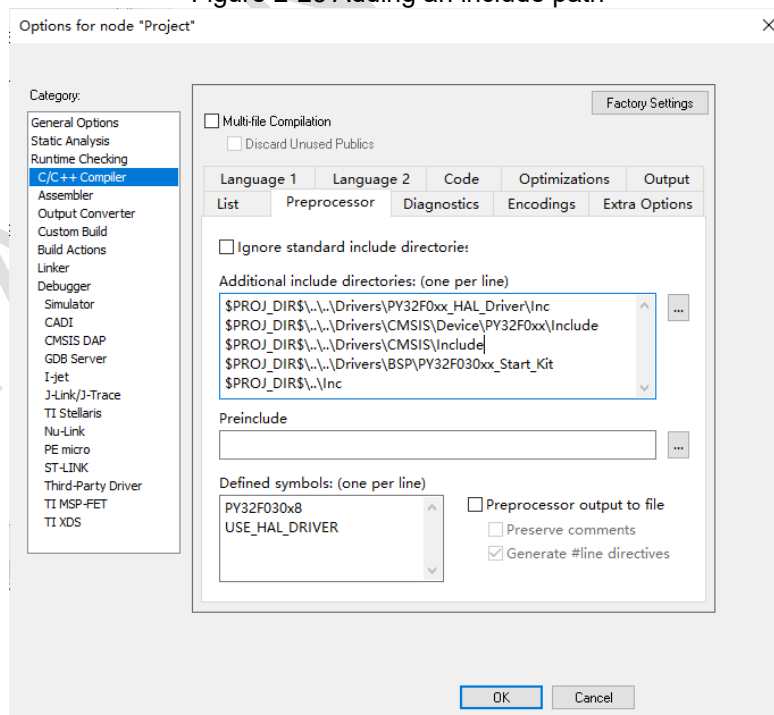 Figure 2-28 Adding an include path
Options for node "Project"
Category:
General Options
Static Analysis
Runtime Checking
C/C++ Compiler
Assembler
Output Converter
Custom Build
Build Actions
Linker
Debugger
Simulator
CADI
CMSIS DAP
GDB Server
I-jet
J-Link/J-Trace
TI Stellaris
Nu-Link
PE micro
ST-LINK
Third-Party Driver
TI MSP-FET
TI XDS
Factory Settings
Multi-file Compilation
Discard Unused Publics
Language 1 Language 2 Code Optimizations Output
List Preprocessor Diagnostics Encodings Extra Options
Ignore standard include directories
Additional include directories: (one per line)
$PROJ_DIR$\..\..\Drivers\PY32F0xx_HAL_Driver\Inc
$PROJ_DIR$\..\..\Drivers\CMSIS\Device\PY32F0xx\Include
$PROJ_DIR$\..\..\Drivers\CMSIS\Include
$PROJ_DIR$\..\..\Drivers\BSP\PY32F030xx_Start_Kit
$PROJ_DIR$\..\Inc
...
Preinclude
...
Defined symbols: (one per line)
PY32F030x8
USE_HAL_DRIVER
Preprocessor output to file
Preserve comments
Generate #line directives
OK Cancel